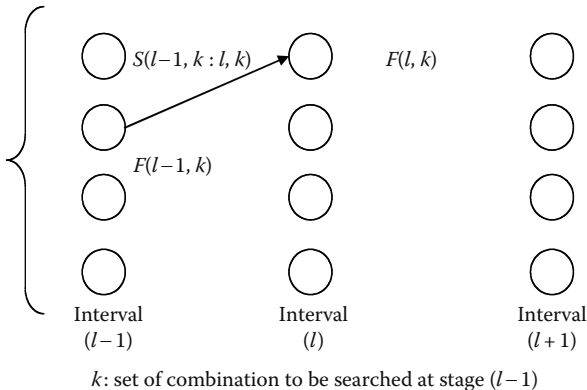 S(l−1, k : l, k)
F(l, k)
F(l−1, k)
Interval
(l−1)
Interval
(l)
Interval
(l+1)
k: set of combination to be searched at stage (l−1)